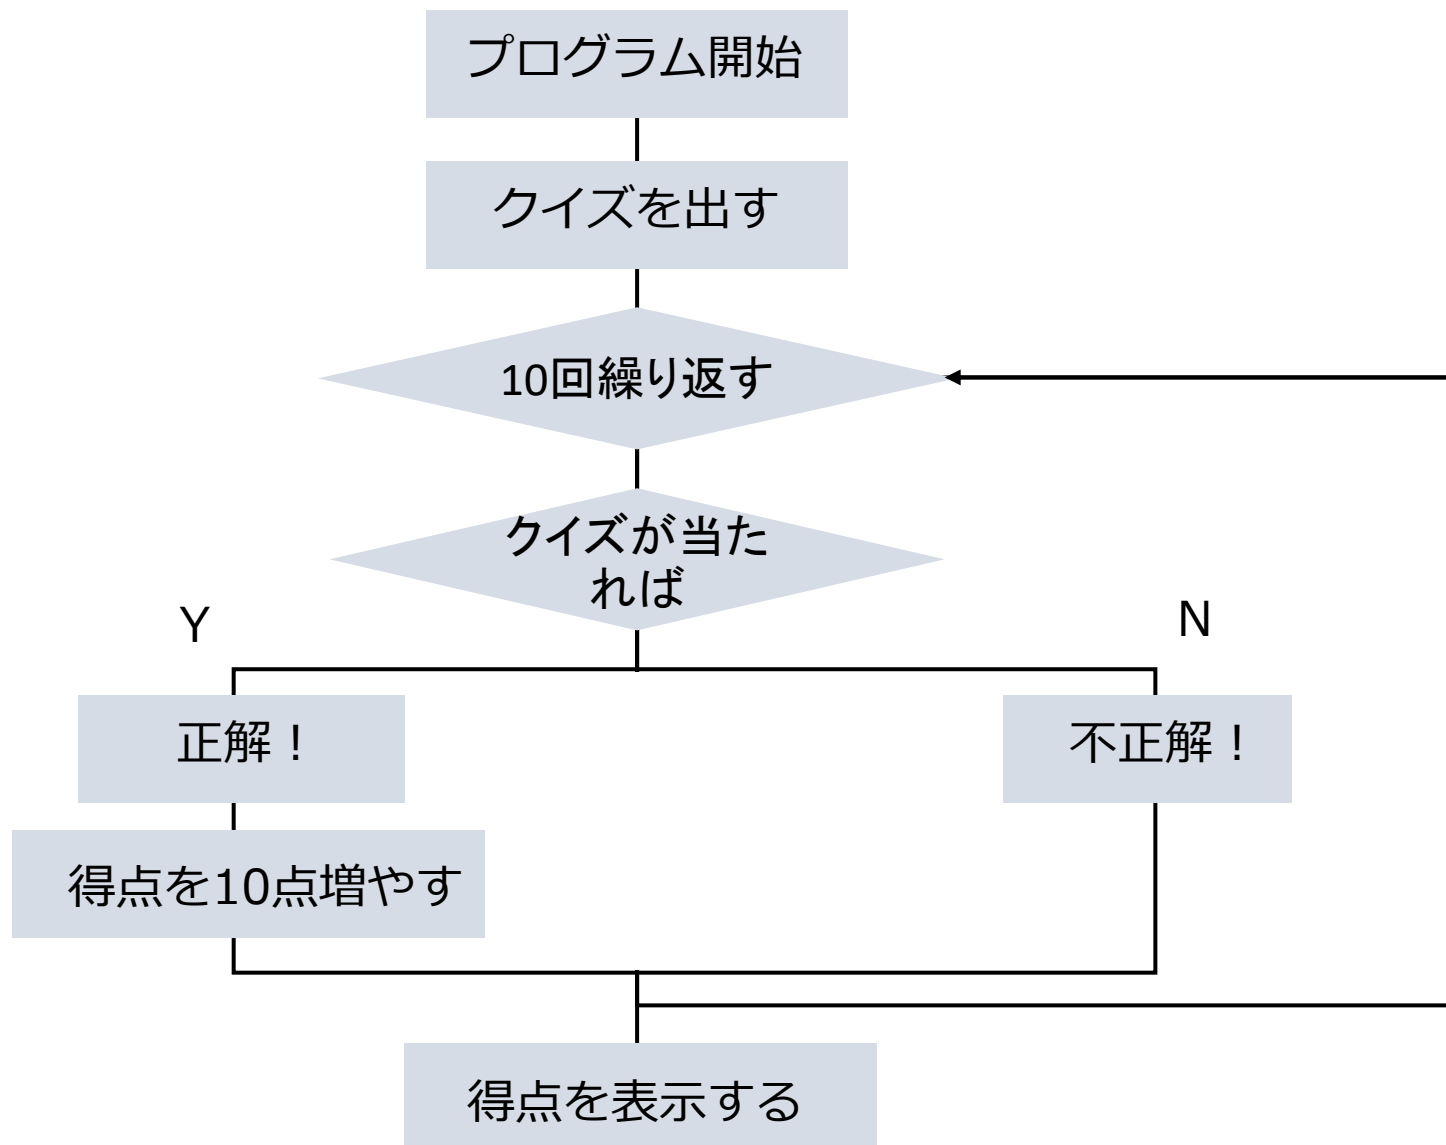 プログラム開始
クイズを出す
10回繰り返す
クイズが当た
れば
Y
N
正解！
不正解！
得点を10点増やす
得点を表示する